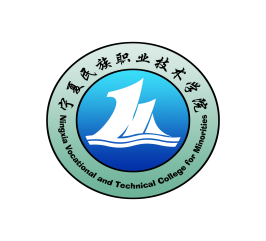 宁夏民族职业技术学院
Ningxia Vocational and Technical College for Minorities